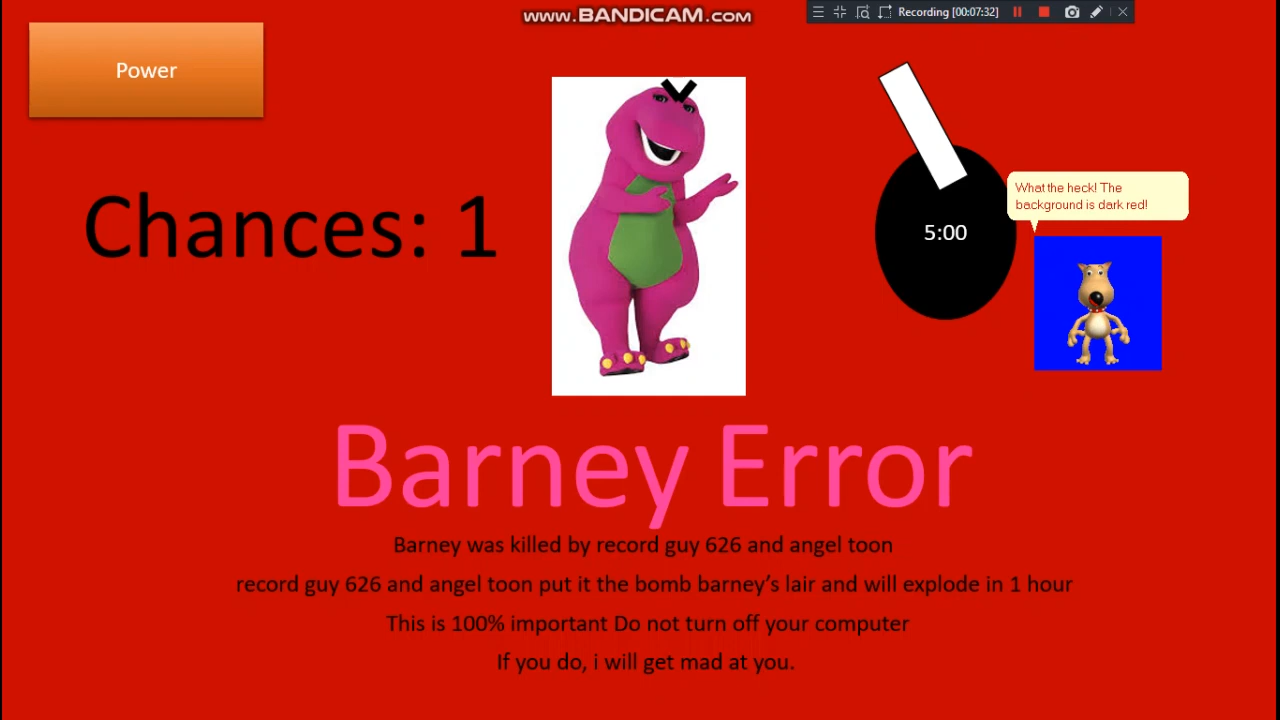 www.BANDICAM.com
Recording [00:07:32]
Power
Chances: 1
5:00
What the heck! The
background is dark red!
Barney Error
Barney was killed by record guy 626 and angel toon
record guy 626 and angel toon put it the bomb barney's lair and will explode in 1 hour
This is 100% important Do not turn off your computer
If you do, i will get mad at you.